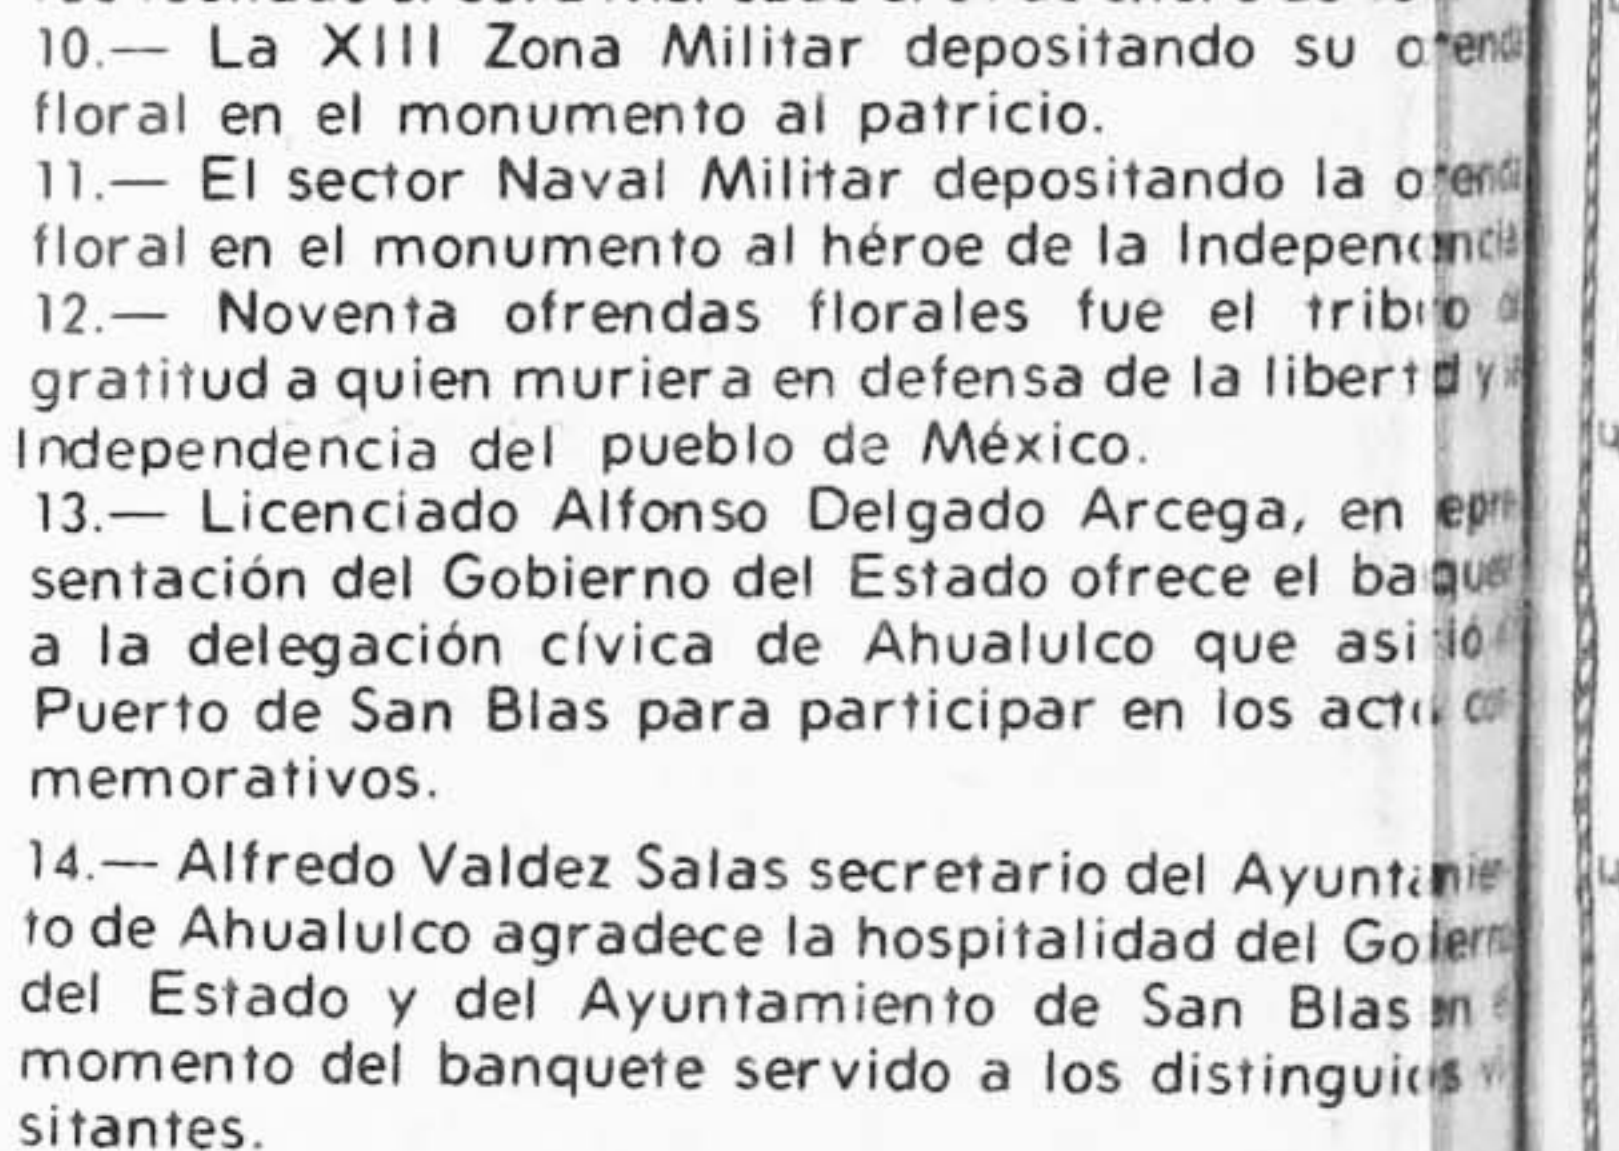 10.— La XIII Zona Militar depositando su
floral en el monumento al patricio.
11.— El sector Naval Militar depositando la
floral en el monumento al héroe de la
12.— Noventa ofrendas florales fue el
gratitud a quien muriera en defensa de la y
Independencia del pueblo de México.
13.— Licenciado Alfonso Delgado Arcega, en
sentación del Gobierno del Estado ofrece el
a la delegación cívica de Ahualulco que
Puerto de San Blas para participar en los
memorativos.
14.— Alfredo Valdez Salas secretario del
to de Ahualulco agradece la hospitalidad del
del Estado y del Ayuntamiento de San Blas
momento del banquete servido a los
sitantes.